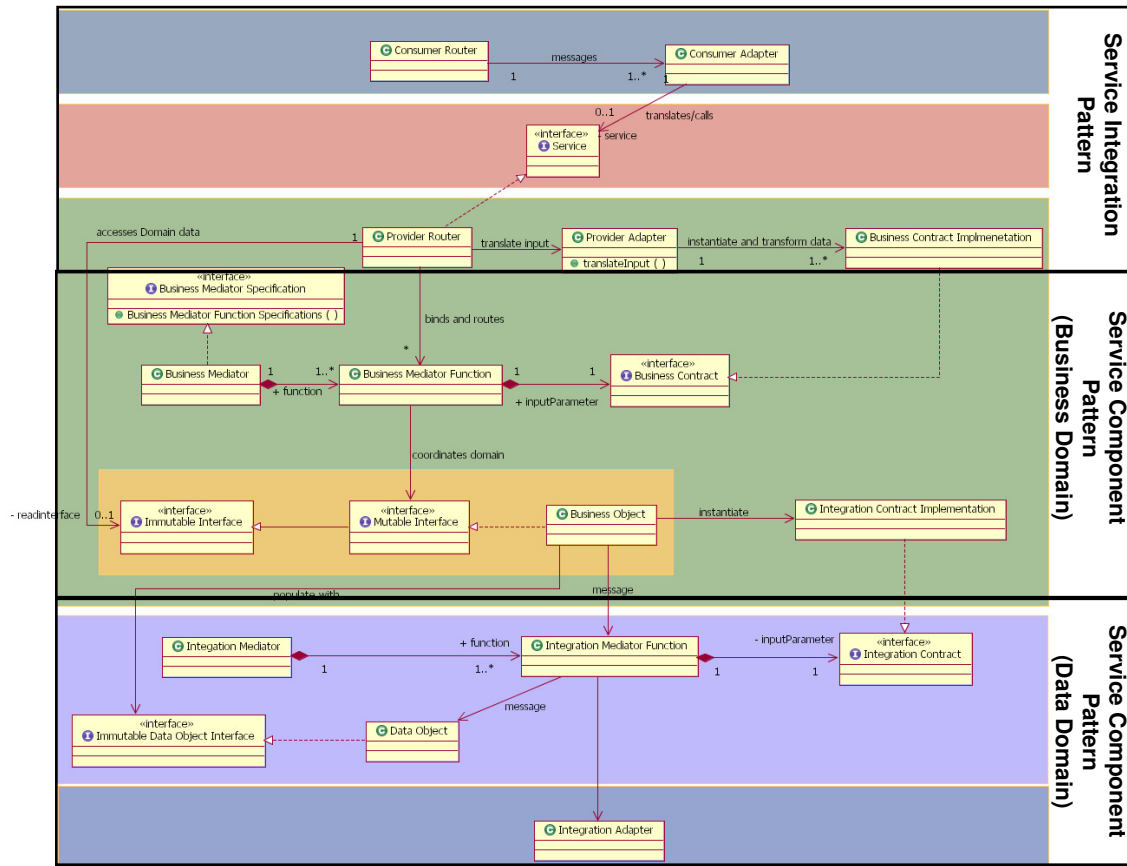 Consumer Router
messages
1
1..*
Consumer Adapter
1
0..1
translates/calls
- service
«interface»
Service
Service Integration
Pattern
accesses Domain data
1
Provider Router
translate input
Provider Adapter
translateInput ( )
instantiate and transform data
1
1..*
Business Contract Implmenetation
«interface»
Business Mediator Specification
Business Mediator Function Specifications ( )
binds and routes
*
Business Mediator
1
1..*
+ function
Business Mediator Function
1
1
+ inputParameter
«interface»
Business Contract
Service Component
Pattern
(Business Domain)
coordinates domain
- readinterface
0..1
«interface»
Immutable Interface
«interface»
Mutable Interface
Business Object
instantiate
Integration Contract Implementation
populate with
message
Integation Mediator
+ function
1
1..*
Integration Mediator Function
- inputParameter
1
1
«interface»
Integration Contract
message
«interface»
Immutable Data Object Interface
Data Object
Integration Adapter
Service Component
Pattern
(Data Domain)